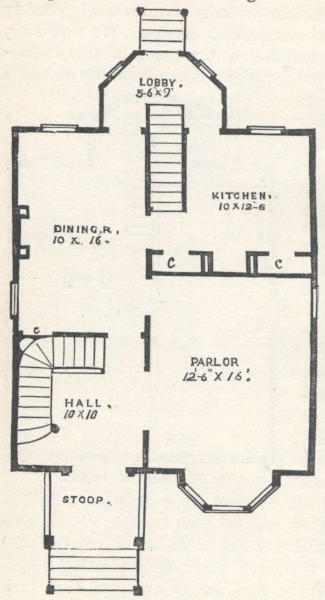 LOBBY.
5-6 X 9'
KITCHEN.
10 X 12-6
DINING.R.
10 X. 16-
C
C
C
PARLOR
12'-6" X 16'.
HALL.
10 X 10
STOOP.